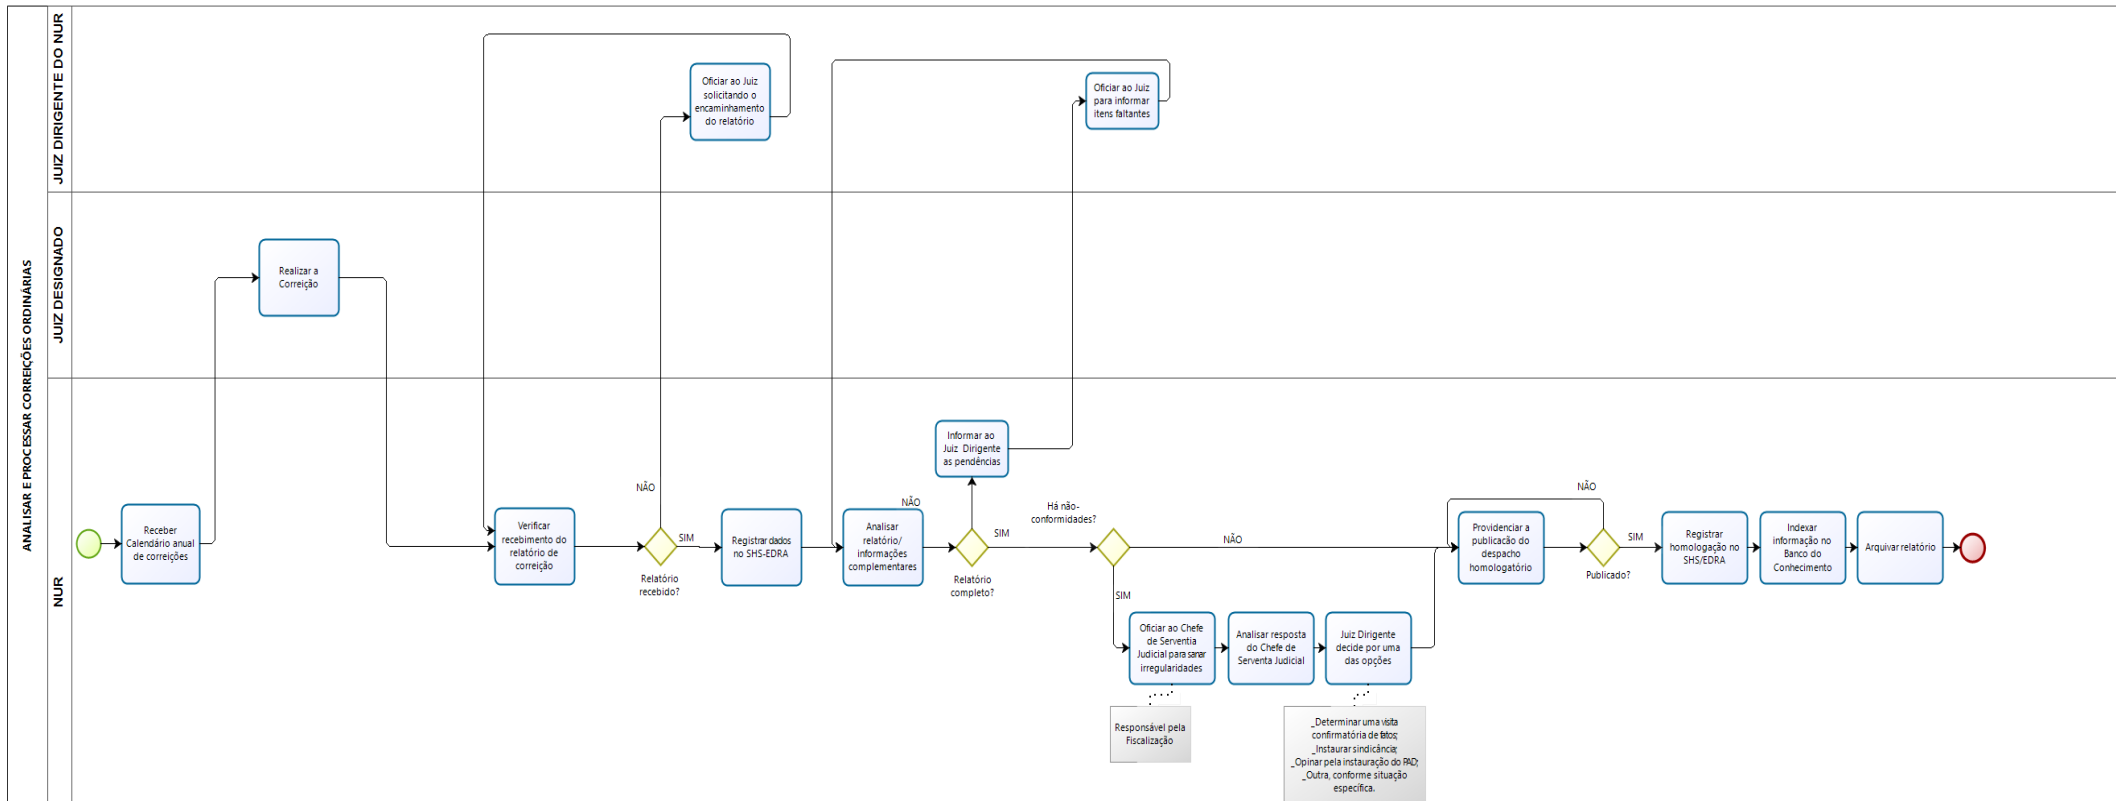 ANALISAR E PROCESSAR CORREIÇÕES ORDINÁRIAS
JUIZ DIRIGENTE DO NUR
Oficiar ao Juiz
solicitando o
encaminhamento
do relatório
Oficiar ao Juiz
para informar
itens faltantes
JUIZ DESIGNADO
Realizar a
Correição
NUR
Receber
Calendário anual
de correições
Verificar
recebimento do
relatório de
correição
NÃO
SIM
Relatório
recebido?
Registrar dados
no SHS-EDRA
Analisar
relatório/
informações
complementares
NÃO
Informar ao
Juiz Dirigente
as pendências
SIM
Relatório
completo?
Há não-
conformidades?
NÃO
SIM
Oficiar ao Chefe
de Serventia
Judicial para sanar
irregularidades
Responsável pela
Fiscalização
Analisar resposta
do Chefe de
Serventa Judicial
Juiz Dirigente
decide por uma
das opções
_Determinar uma visita
confirmatória de fatos;
_Instaurar sindicância;
_Opinar pela instauração do PAD;
_Outra, conforme situação
específica.
Providenciar a
publicação do
despacho
homologatório
NÃO
SIM
Publicado?
Registrar
homologação no
SHS/EDRA
Indexar
informação no
Banco do
Conhecimento
Arquivar relatório